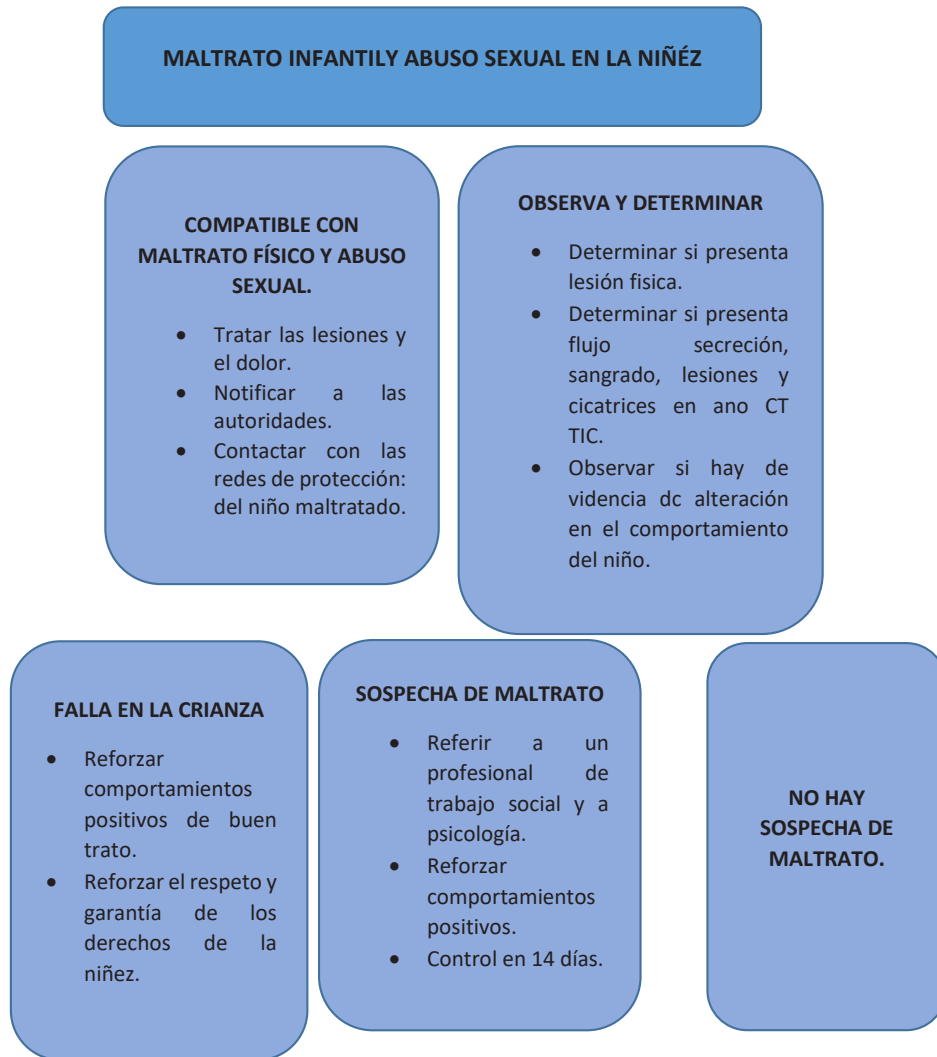 MALTRATO INFANTILY ABUSO SEXUAL EN LA NIÑÉZ
COMPATIBLE CON
MALTRATO FÍSICO Y ABUSO
SEXUAL.
• Tratar las lesiones y
el dolor.
• Notificar a las
autoridades.
• Contactar con las
redes de protección:
del niño maltratado.
OBSERVA Y DETERMINAR
• Determinar si presenta
lesión fisica.
• Determinar si presenta
flujo secreción,
sangrado, lesiones y
cicatrices en ano CT
TIC.
• Observar si hay de
videncia dc alteración
en el comportamiento
del niño.
FALLA EN LA CRIANZA
• Reforzar
comportamientos
positivos de buen
trato.
• Reforzar el respeto y
garantía de los
derechos de la
niñez.
SOSPECHA DE MALTRATO
• Referir a un
profesional de
trabajo social y a
psicología.
• Reforzar
comportamientos
positivos.
• Control en 14 días.
NO HAY
SOSPECHA DE
MALTRATO.